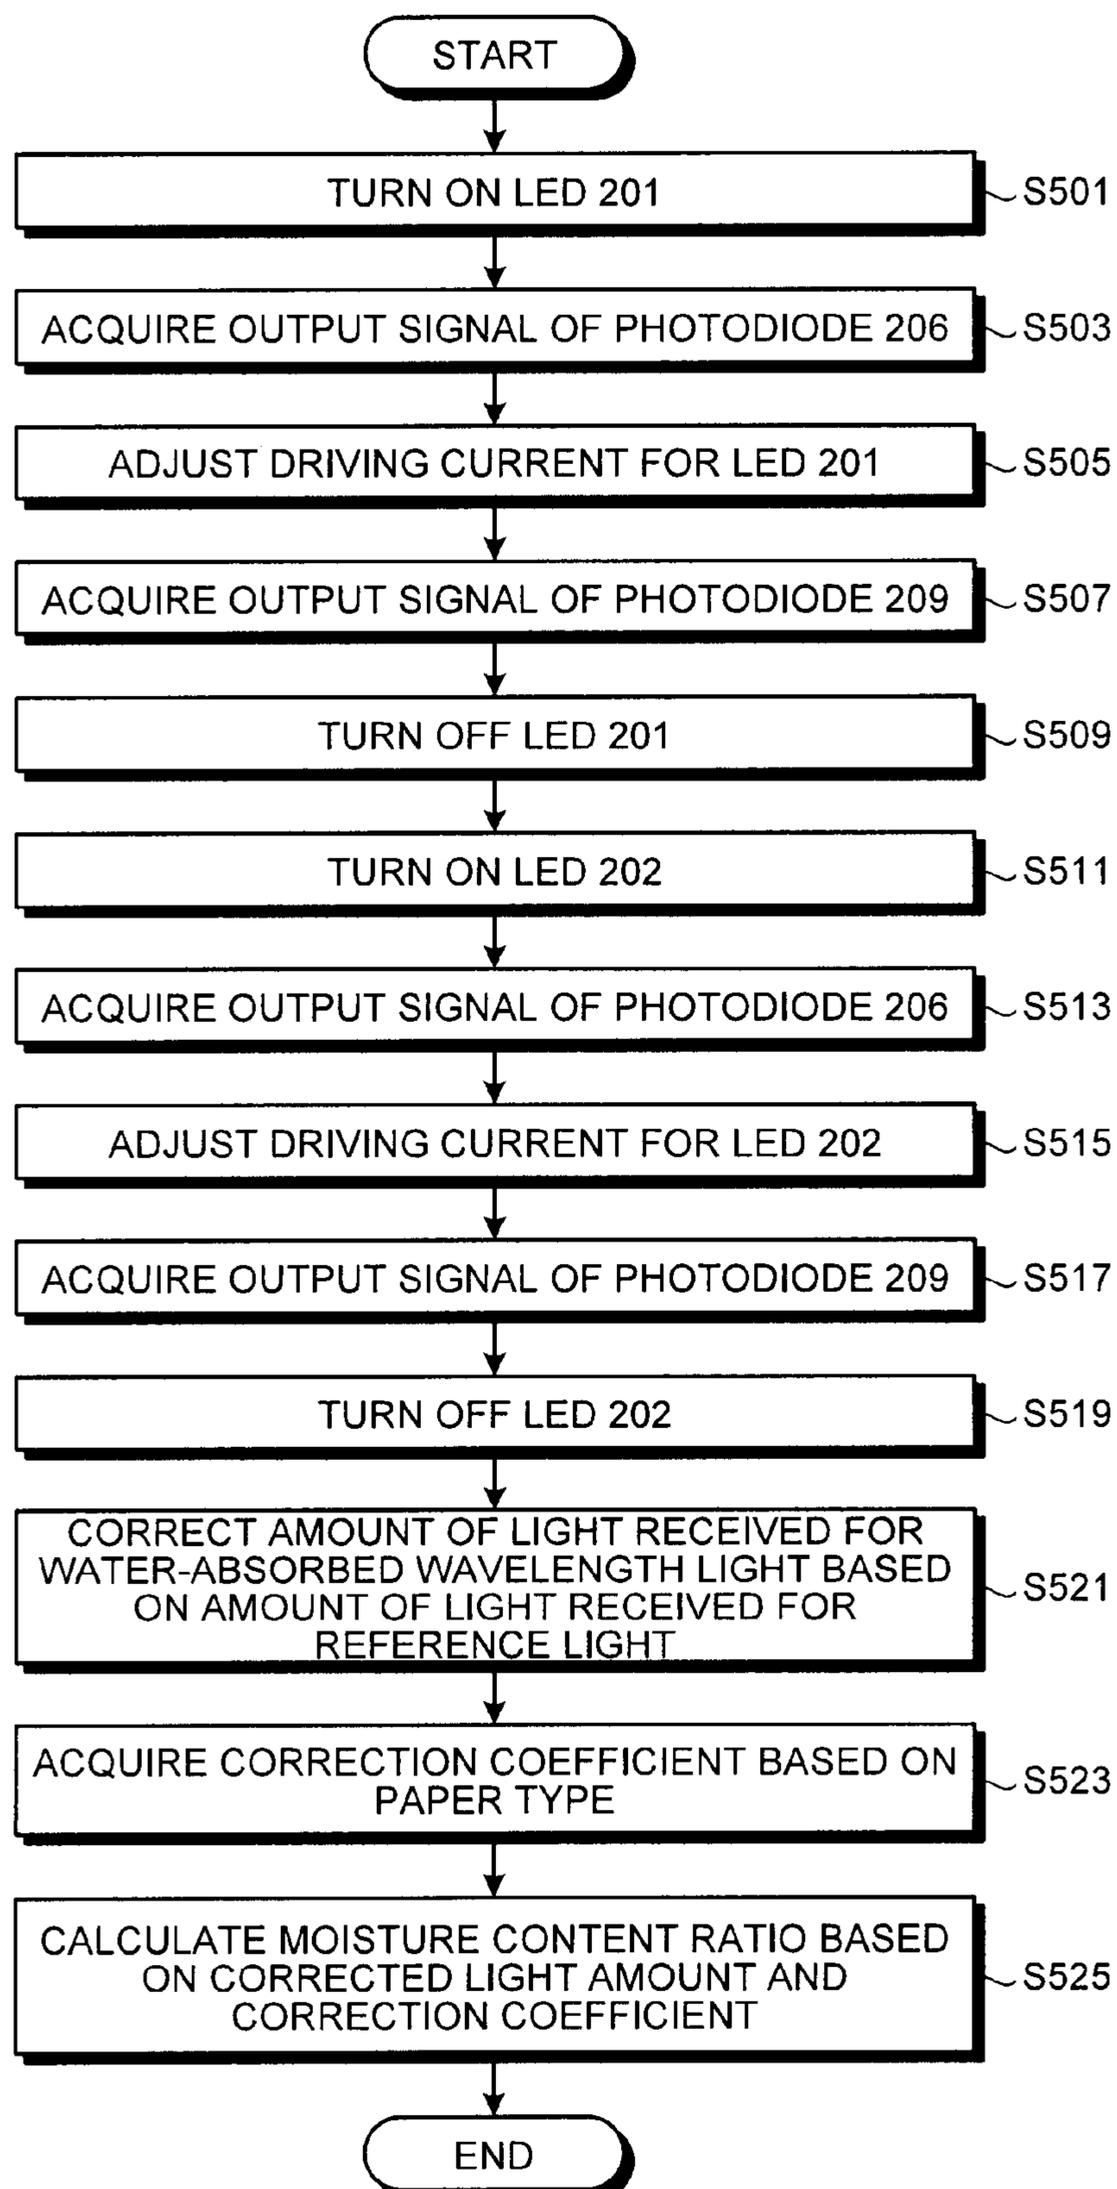 START
TURN ON LED 201
S501
ACQUIRE OUTPUT SIGNAL OF PHOTODIODE 206
S503
ADJUST DRIVING CURRENT FOR LED 201
S505
ACQUIRE OUTPUT SIGNAL OF PHOTODIODE 209
S507
TURN OFF LED 201
S509
TURN ON LED 202
S511
ACQUIRE OUTPUT SIGNAL OF PHOTODIODE 206
S513
ADJUST DRIVING CURRENT FOR LED 202
S515
ACQUIRE OUTPUT SIGNAL OF PHOTODIODE 209
S517
TURN OFF LED 202
S519
CORRECT AMOUNT OF LIGHT RECEIVED FOR
WATER-ABSORBED WAVELENGTH LIGHT BASED
ON AMOUNT OF LIGHT RECEIVED FOR
REFERENCE LIGHT
S521
ACQUIRE CORRECTION COEFFICIENT BASED ON
PAPER TYPE
S523
CALCULATE MOISTURE CONTENT RATIO BASED
ON CORRECTED LIGHT AMOUNT AND
CORRECTION COEFFICIENT
S525
END